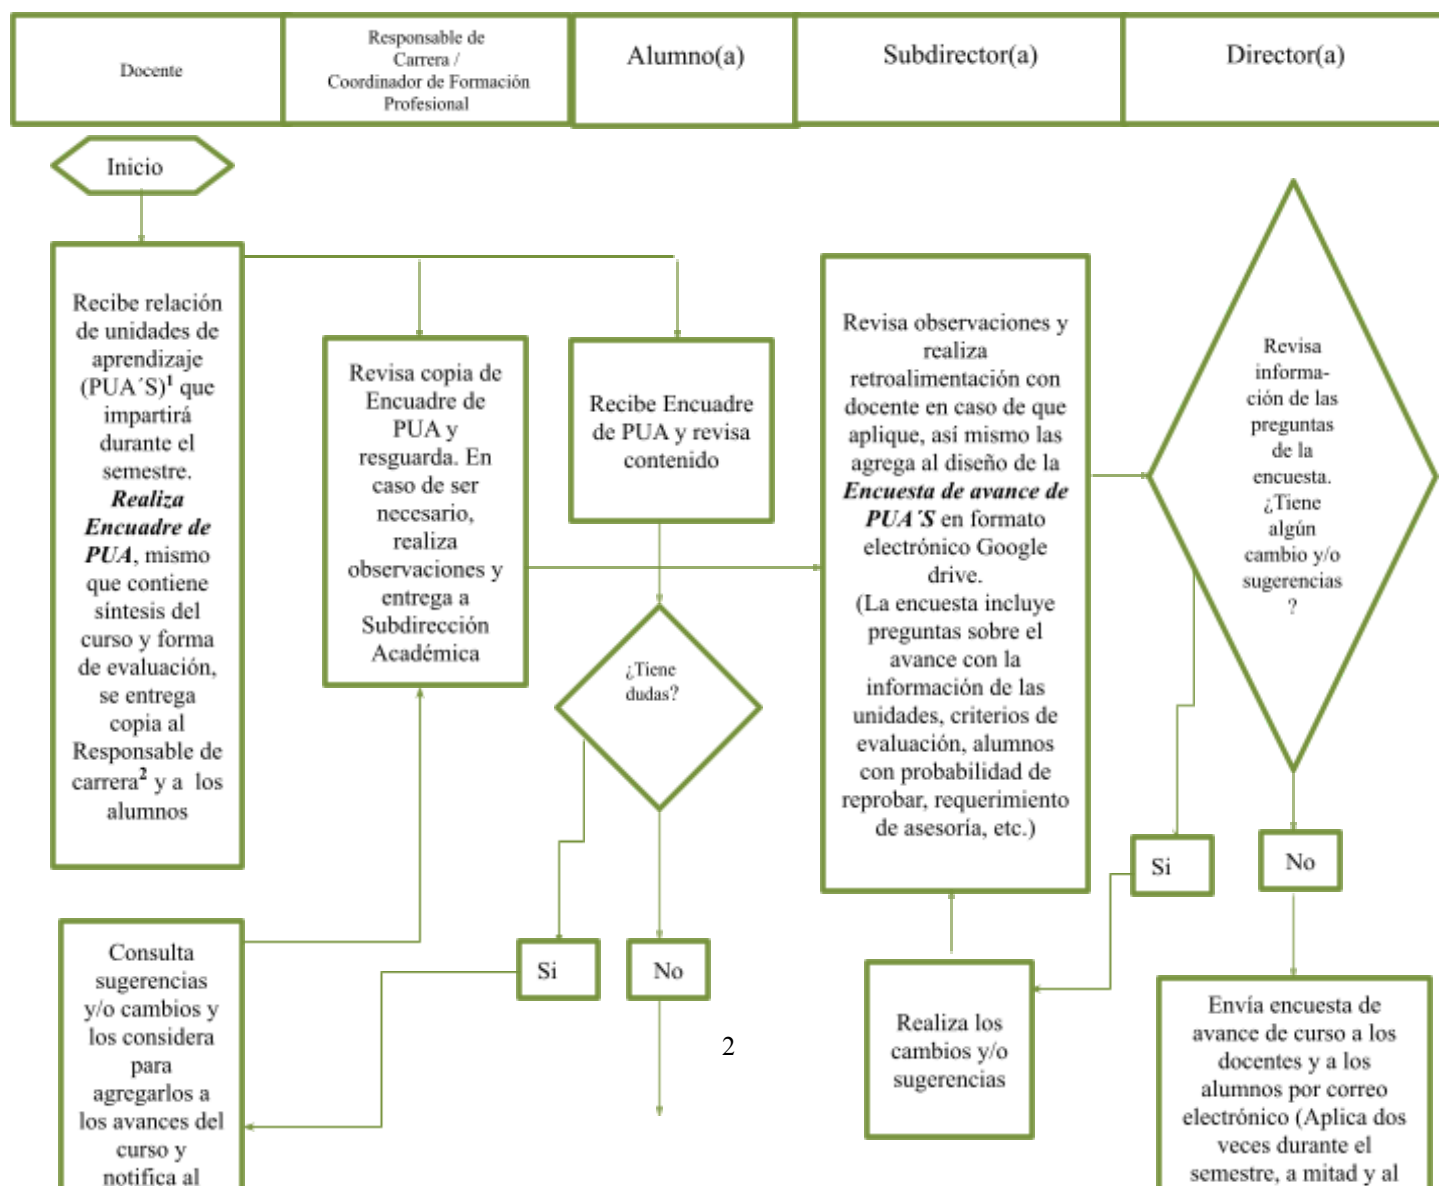 Docente
Responsable de
Carrera /
Coordinador de Formación
Profesional
Alumno(a)
Subdirector(a)
Director(a)
Inicio
Recibe relación
de unidades de
aprendizaje
(PUA´S)¹ que
impartirá
durante el
semestre.
Realiza
Encuadre de
PUA, mismo
que contiene
síntesis del
curso y forma
de evaluación,
se entrega
copia al
Responsable de
carrera² y a los
alumnos
Revisa copia de
Encuadre de
PUA y
resguarda. En
caso de ser
necesario,
realiza
observaciones y
entrega a
Subdirección
Académica
Recibe Encuadre
de PUA y revisa
contenido
¿Tiene
dudas?
Si
No
Revisa observaciones y
realiza
retroalimentación con
docente en caso de que
aplique, así mismo las
agrega al diseño de la
Encuesta de avance de
PUA´S en formato
electrónico Google
drive.
(La encuesta incluye
preguntas sobre el
avance con la
información de las
unidades, criterios de
evaluación, alumnos
con probabilidad de
reprobar, requerimiento
de asesoría, etc.)
Revisa
informa-
ción de las
preguntas
de la
encuesta.
¿Tiene
algún
cambio y/o
sugerencias
?
Si
No
Consulta
sugerencias
y/o cambios y
los considera
para
agregarlos a
los avances del
curso y
notifica al
Realiza los
cambios y/o
sugerencias
Envía encuesta de
avance de curso a los
docentes y a los
alumnos por correo
electrónico (Aplica dos
veces durante el
semestre, a mitad y al
2